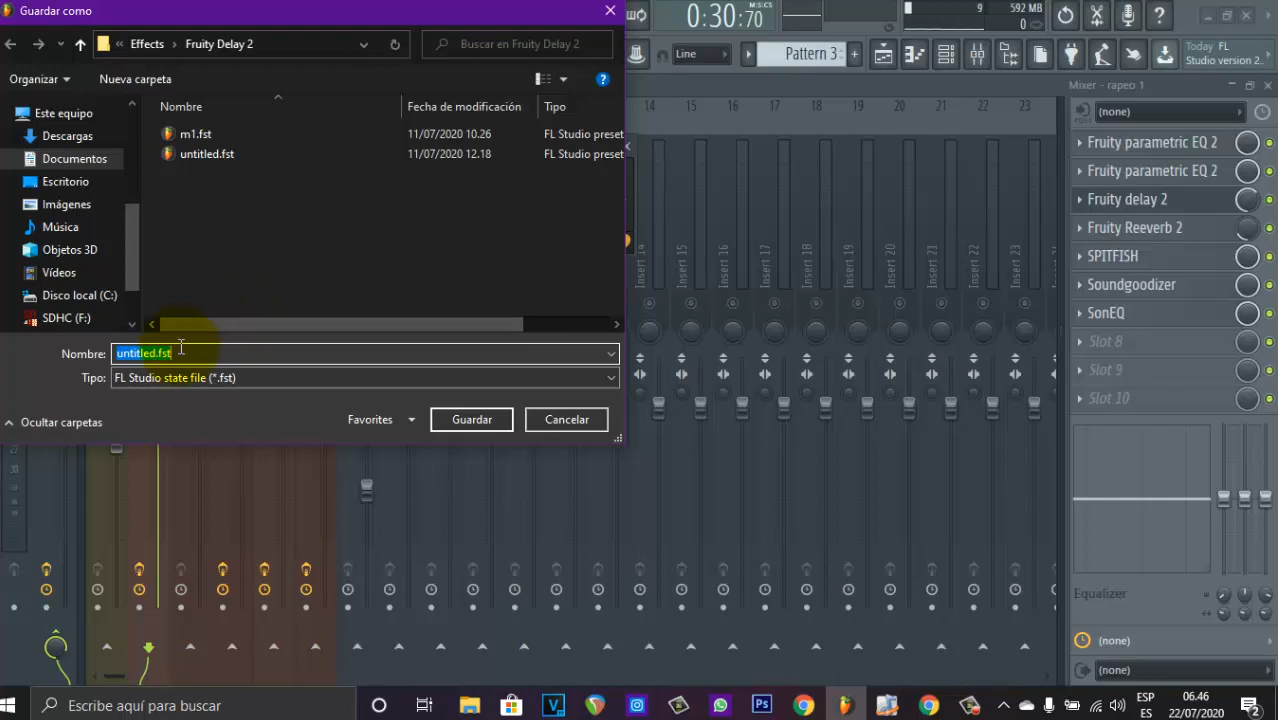 Guardar como
Effects > Fruity Delay 2
Buscar en Fruity Delay 2
Organizar
Nueva carpeta
Este equipo
Descargas
Documentos
Escritorio
Imágenes
Música
Objetos 3D
Vídeos
Disco local (C:)
SDHC (F:)
Nombre
Fecha de modificación
Tipo
m1.fst
11/07/2020 10.26
FL Studio preset
untitled.fst
11/07/2020 12.18
FL Studio preset
Nombre:
untitled.fst
Tipo:
FL Studio state file (*.fst)
Ocultar carpetas
Favorites
Guardar
Cancelar
0:30:70
M:S:CS
9
592 MB
0
Line
Pattern 3
Today FL
Studio version 2..
Mixer - rapeo 1
14 15 16 17 18 19 20 21 22 23
Insert 14
Insert 15
Insert 16
Insert 17
Insert 18
Insert 19
Insert 20
Insert 21
Insert 22
Insert 23
(none)
Fruity parametric EQ 2
Fruity parametric EQ 2
Fruity delay 2
Fruity Reeverb 2
SPITFISH
Soundgoodizer
SonEQ
Slot 8
Slot 9
Slot 10
Equalizer
(none)
(none)
Escribe aquí para buscar
ESP
ES
06.46
22/07/2020
2